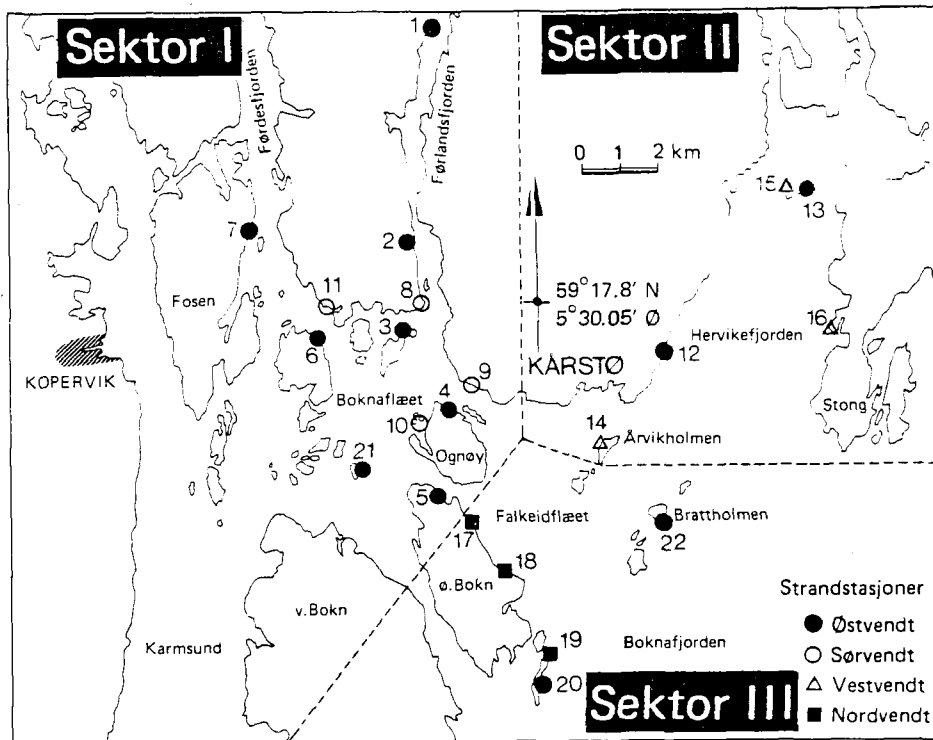 Sektor I
Sektor II
1
Førdesfjorden
Førlandsfjorden
0 1 2 km
15
13
7
2
59° 17.8' N
5° 30.05' Ø
11
8
Fosen
3
6
16
Hervikefjorden
12
KÅRSTØ
KOPERVIK
9
Boknaflæet
4
Stong
10
14
Årvikholmen
Ognøy
21
5
Falkeidflæet
Brattholmen
17
22
18
ø.Bokn
v.Bokn
Strandstasjoner
Østvendt
Sørvendt
Vestvendt
Nordvendt
Karmsund
19
Boknafjorden
20
Sektor III